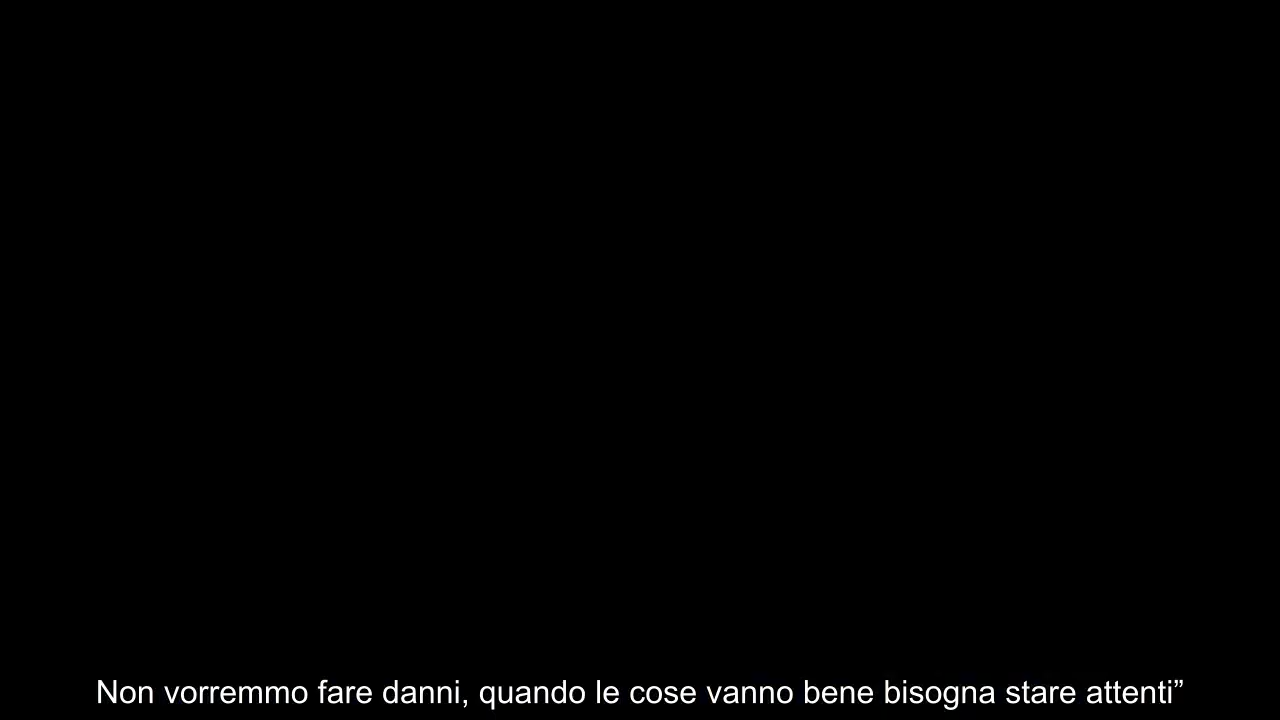 Non vorremmo fare danni, quando le cose vanno bene bisogna stare attenti”